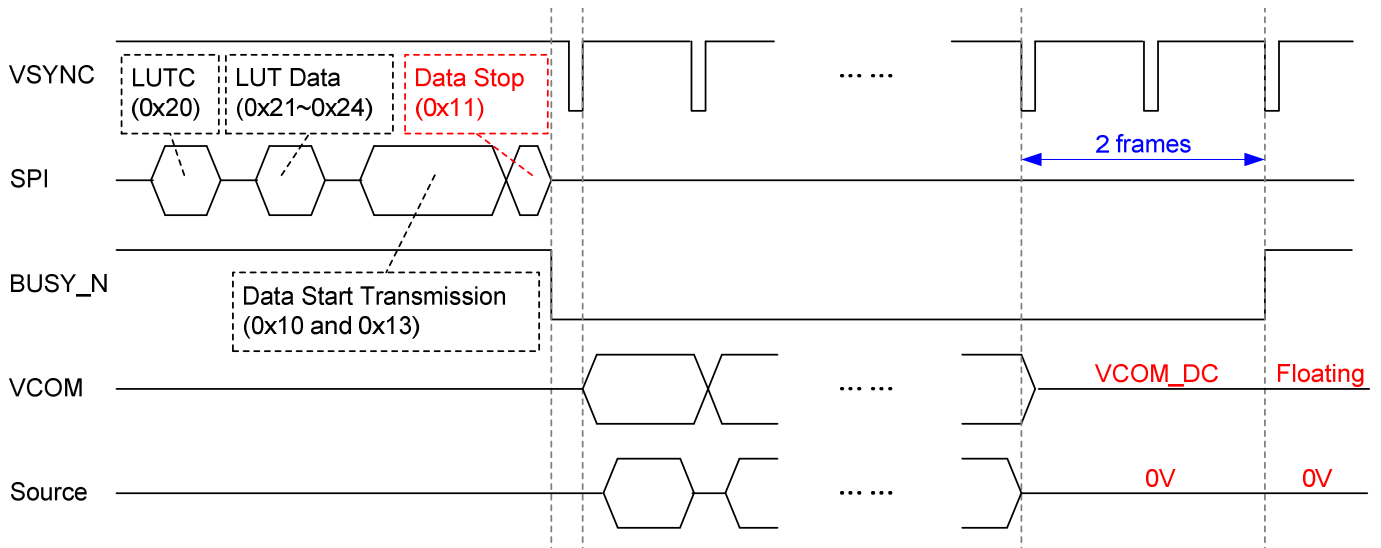 VSYNC
LUTC
(0x20)
LUT Data
(0x21~0x24)
Data Stop
(0x11)
... ...
2 frames
SPI
BUSY_N
Data Start Transmission
(0x10 and 0x13)
VCOM
... ...
VCOM_DC
Floating
Source
... ...
0V
0V